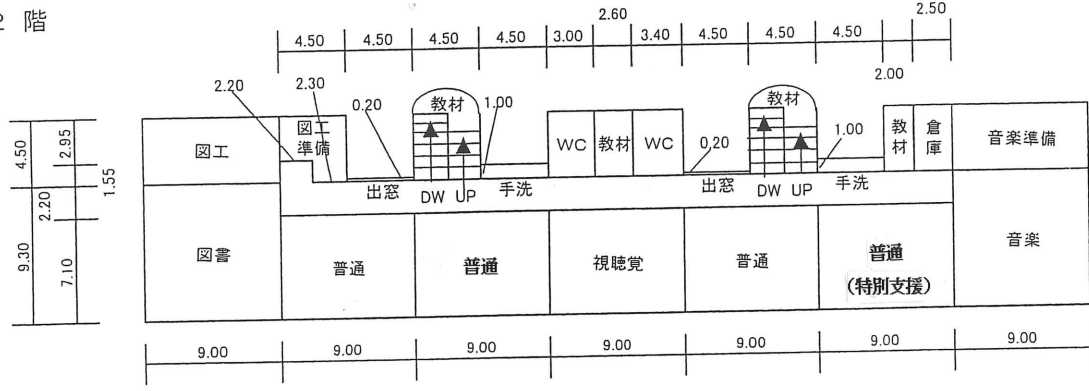 2 階
2.60
2.50
4.50 4.50 4.50 4.50 3.00 3.40 4.50 4.50 4.50
2.00
2.20
2.30
0.20
教材
1.00
教材
1.00
0.20
4.50
2.95
1.55
2.20
9.30
7.10
図工
図工
準備
WC
教材
WC
教
材
倉
庫
音楽準備
出窓
DW UP
手洗
出窓
DW UP
手洗
図書
普通
普通
視聴覚
普通
普通
(特別支援)
音楽
9.00 9.00 9.00 9.00 9.00 9.00 9.00